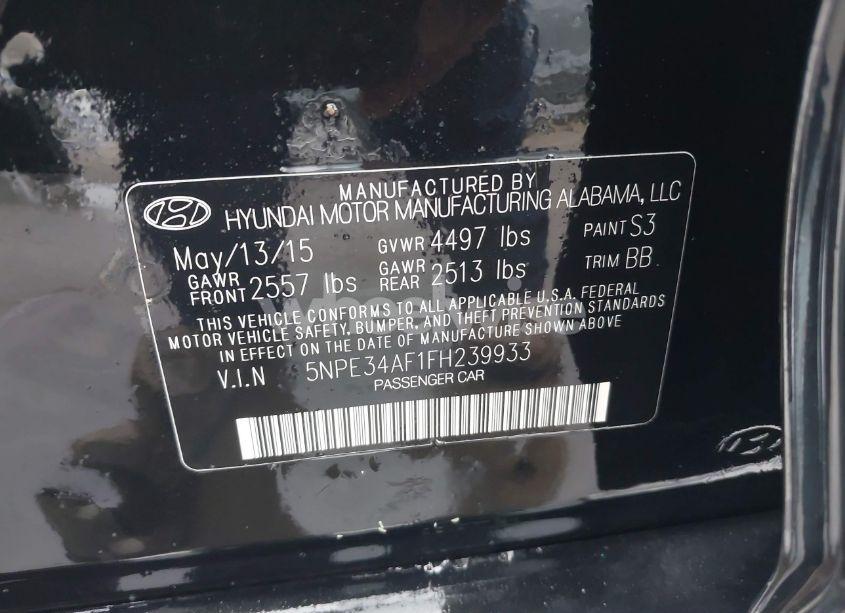 MANUFACTURED BY
HYUNDAI MOTOR MANUFACTURING ALABAMA, LLC
May/13/15 GVWR 4497 lbs PAINT S3
GAWR FRONT 2557 lbs GAWR REAR 2513 lbs TRIM BB
THIS VEHICLE CONFORMS TO ALL APPLICABLE U.S.A. FEDERAL
MOTOR VEHICLE SAFETY, BUMPER, AND THEFT PREVENTION STANDARDS
IN EFFECT ON THE DATE OF MANUFACTURE SHOWN ABOVE
V.I.N 5NPE34AF1FH239933
PASSENGER CAR